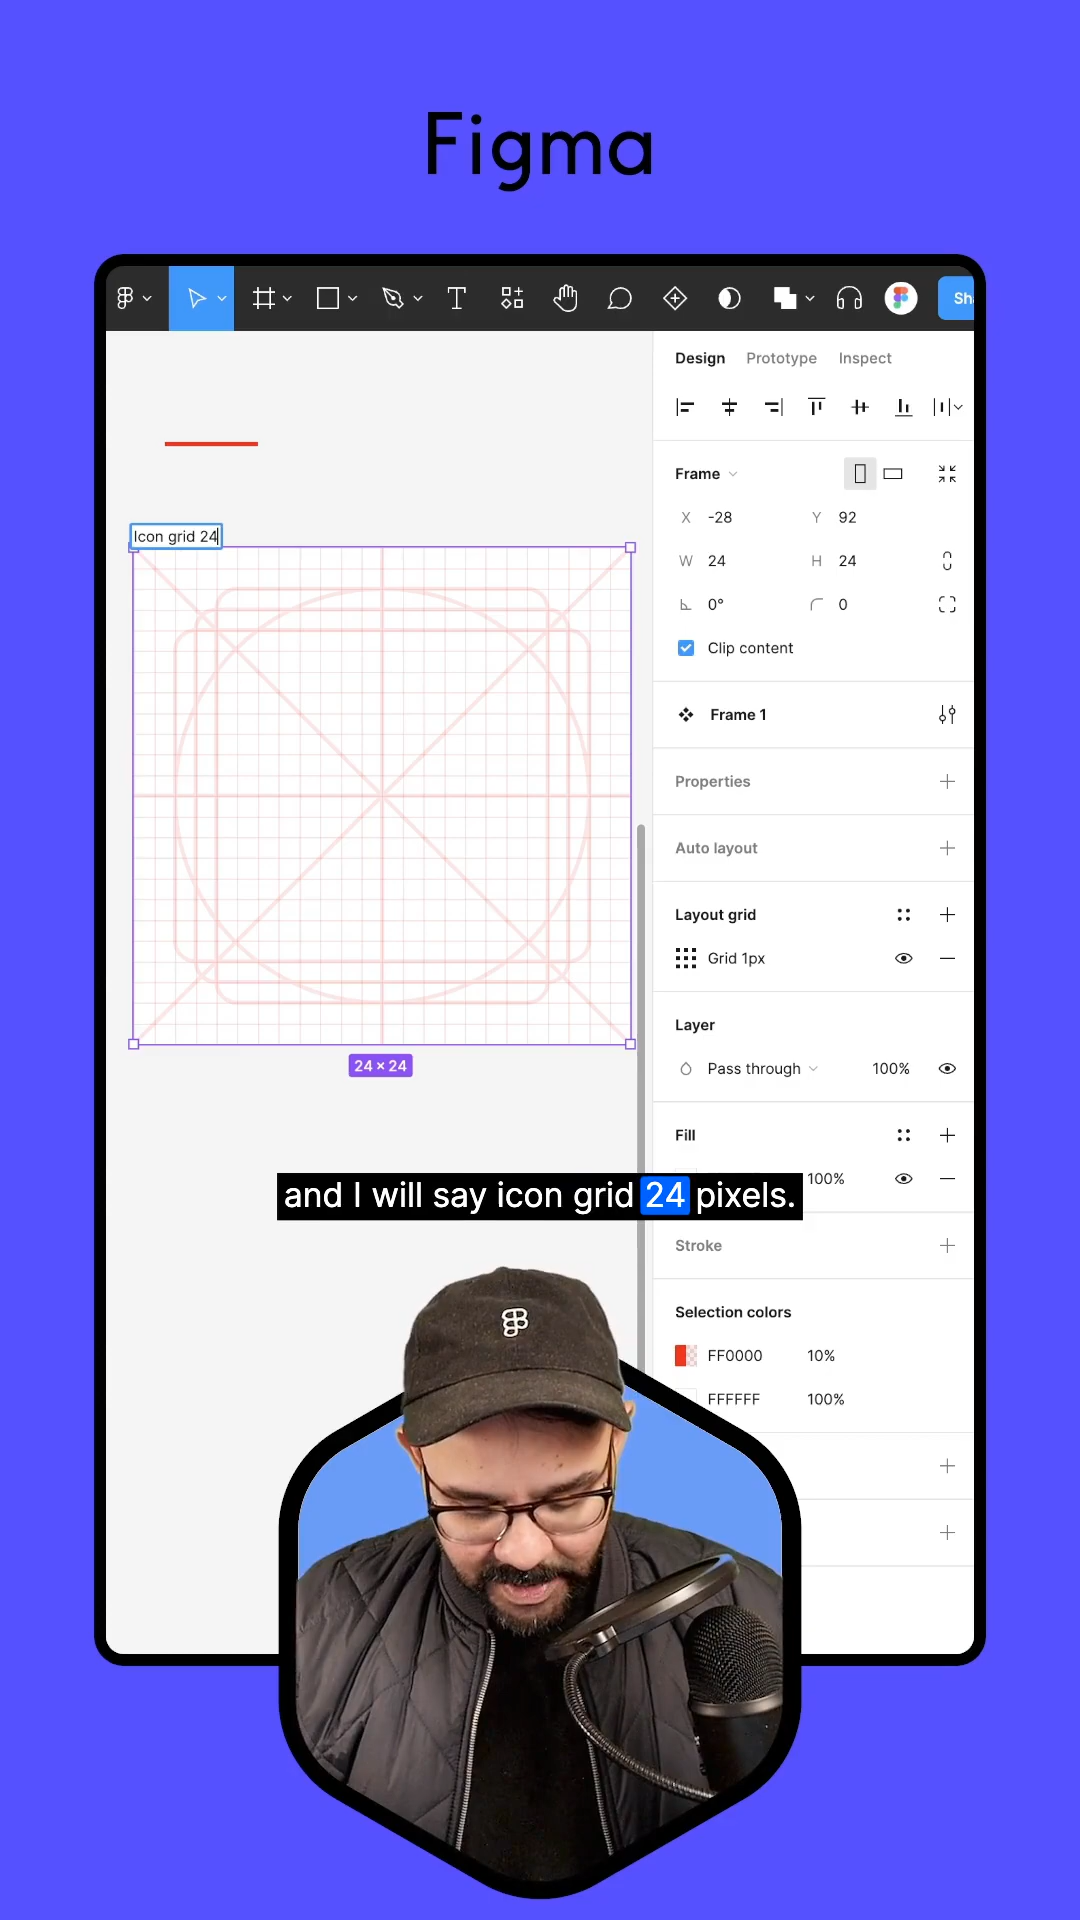 Figma
Sh
Design Prototype Inspect
Icon grid 24
Frame
X -28 Y 92
W 24 H 24
0° 0
Clip content
Frame 1
Properties
Auto layout
Layout grid
Grid 1px
24 × 24
Layer
Pass through 100%
Fill
100%
and I will say icon grid 24 pixels.
Stroke
Selection colors
FF0000 10%
FFFFFF 100%